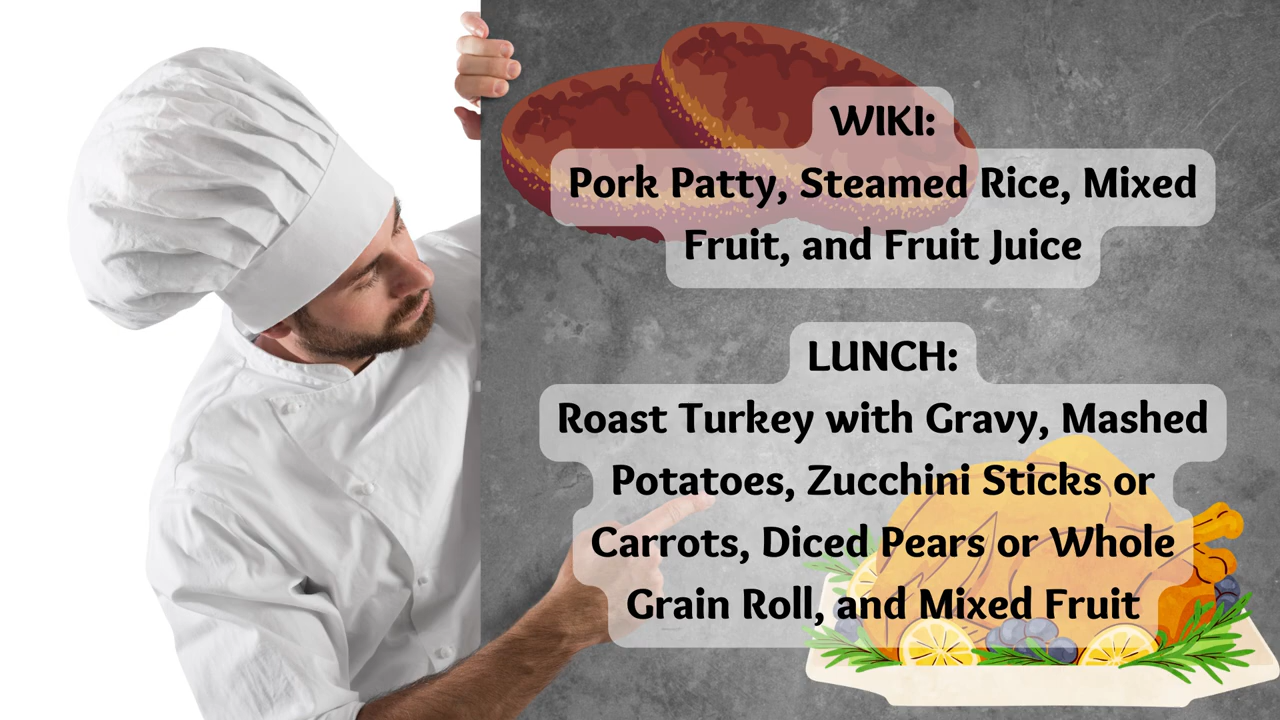 WIKI:
Pork Patty, Steamed Rice, Mixed
Fruit, and Fruit Juice
LUNCH:
Roast Turkey with Gravy, Mashed
Potatoes, Zucchini Sticks or
Carrots, Diced Pears or Whole
Grain Roll, and Mixed Fruit